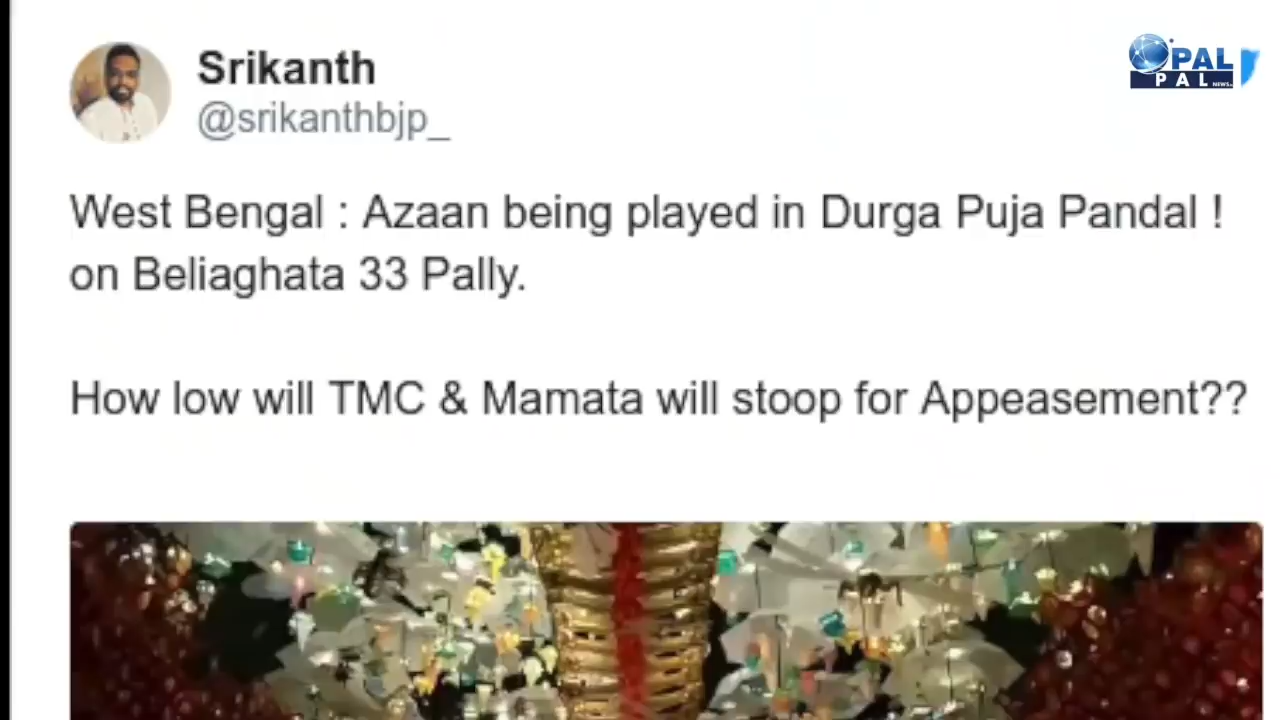 Srikanth
@srikanthbjp_
West Bengal : Azaan being played in Durga Puja Pandal !
on Beliaghata 33 Pally.
How low will TMC & Mamata will stoop for Appeasement??
PAL
PAL NEWS